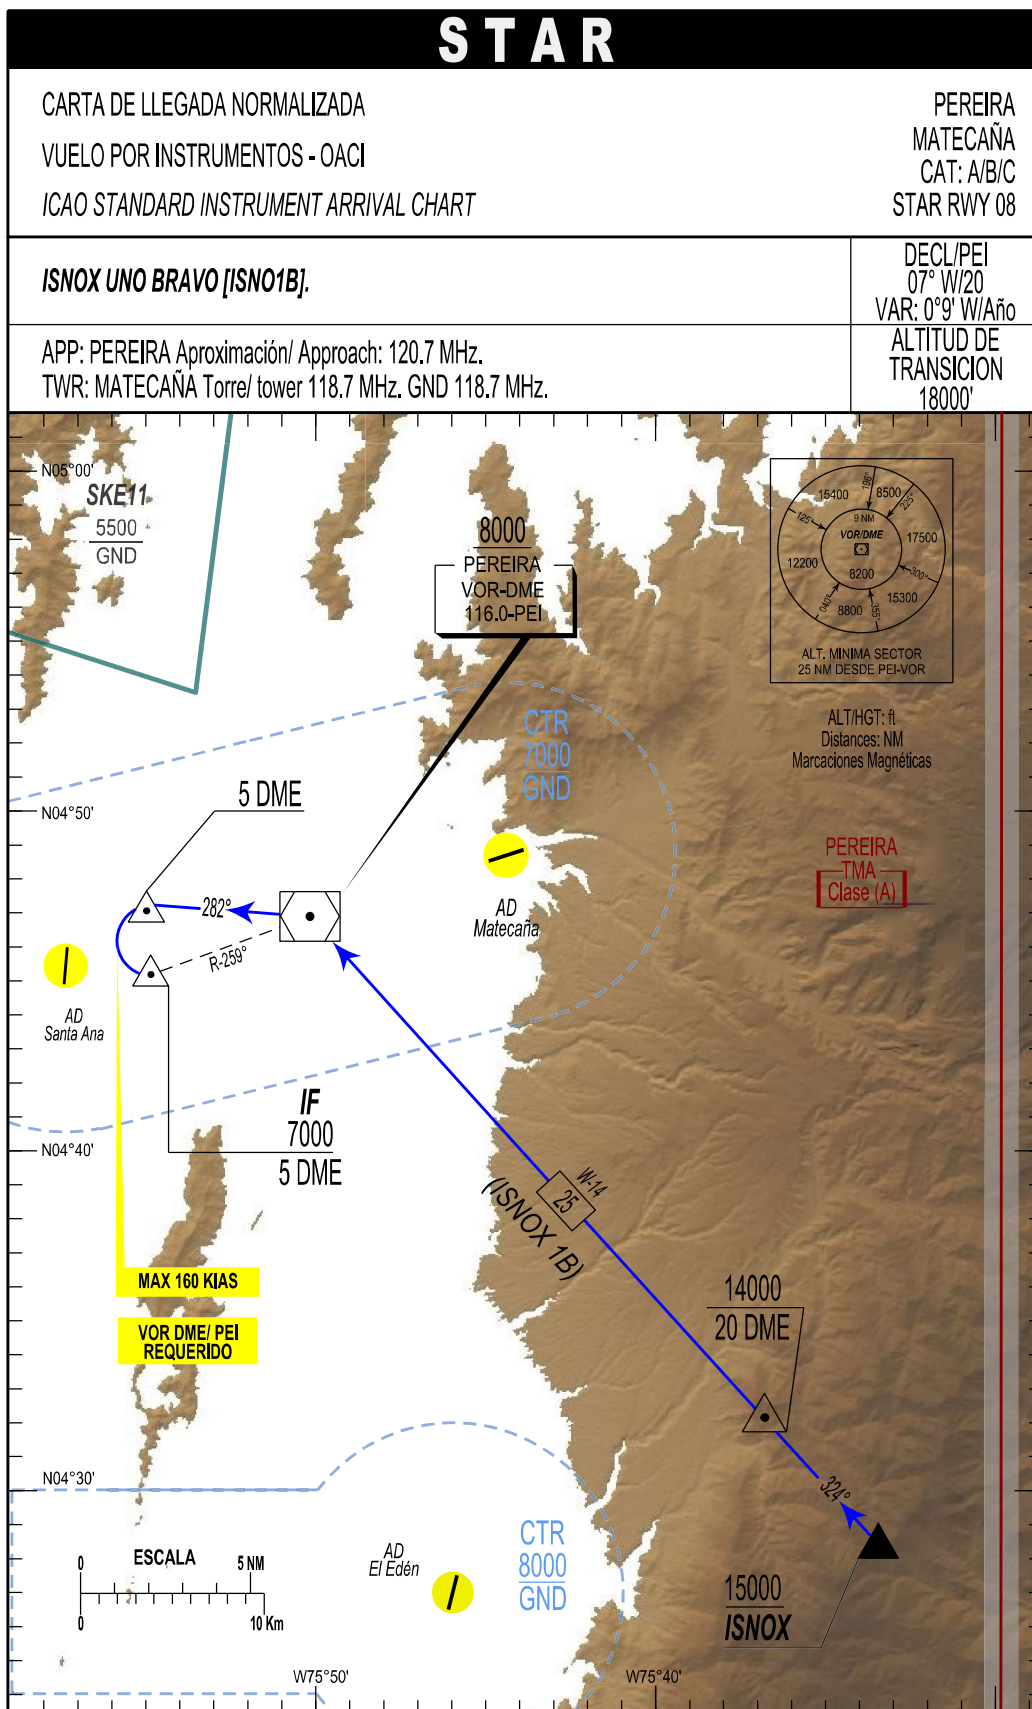 STAR
CARTA DE LLEGADA NORMALIZADA
VUELO POR INSTRUMENTOS - OACI
ICAO STANDARD INSTRUMENT ARRIVAL CHART
PEREIRA
MATECAÑA
CAT: A/B/C
STAR RWY 08
ISNOX UNO BRAVO [ISNO1B].
DECL/PEI
07° W/20
VAR: 0°9' W/Año
APP: PEREIRA Aproximación/ Approach: 120.7 MHz.
TWR: MATECAÑA Torre/ tower 118.7 MHz. GND 118.7 MHz.
ALTITUD DE
TRANSICION
18000'
N05°00'
SKE11
5500
GND
8000
PEREIRA
VOR-DME
116.0-PEI
15400
196°
8500
225°
125°
9 NM
VOR/DME
17500
12200
8200
300°
040°
8800
355°
15300
ALT. MINIMA SECTOR
25 NM DESDE PEI-VOR
ALT/HGT: ft
Distances: NM
Marcaciones Magnéticas
CTR
7000
GND
5 DME
N04°50'
PEREIRA
TMA
Clase (A)
282°
AD
Matecaña
R-259°
AD
Santa Ana
IF
7000
5 DME
N04°40'
W-14
25
(ISNOX 1B)
MAX 160 KIAS
VOR DME/ PEI
REQUERIDO
14000
20 DME
N04°30'
324°
CTR
8000
GND
AD
El Edén
ESCALA
0
5 NM
0
10 Km
15000
ISNOX
W75°50'
W75°40'